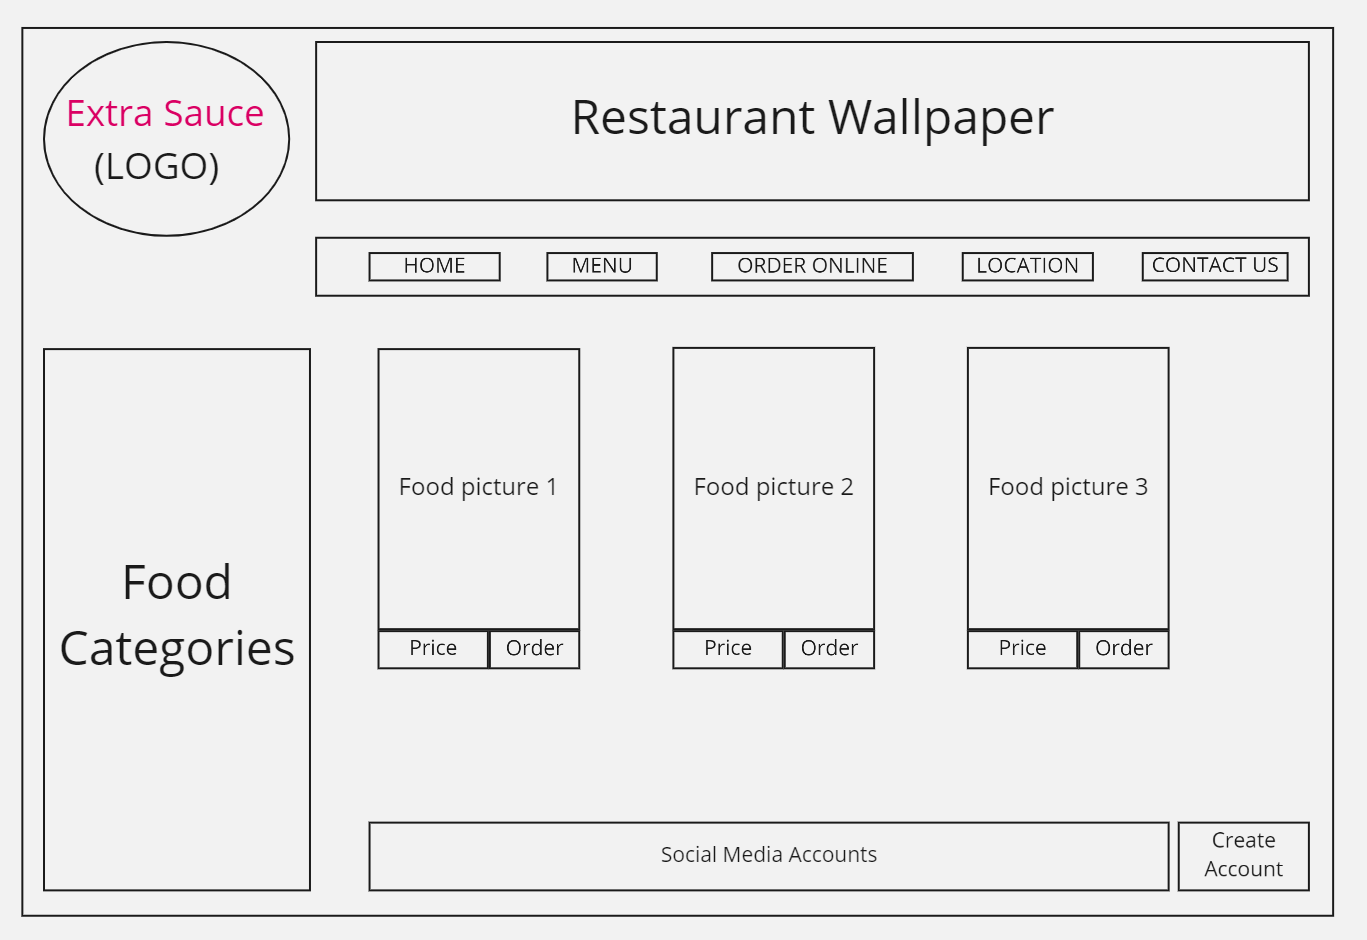 Extra Sauce
(LOGO)
Restaurant Wallpaper
HOME
MENU
ORDER ONLINE
LOCATION
CONTACT US
Food
Categories
Food picture 1
Price
Order
Food picture 2
Price
Order
Food picture 3
Price
Order
Social Media Accounts
Create
Account